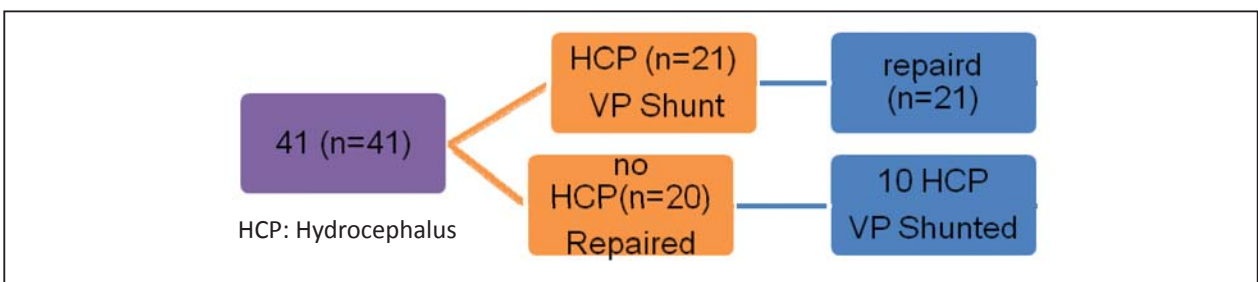 41 (n=41)
HCP: Hydrocephalus
HCP (n=21)
VP Shunt
repaird
(n=21)
no
HCP(n=20)
Repaired
10 HCP
VP Shunted